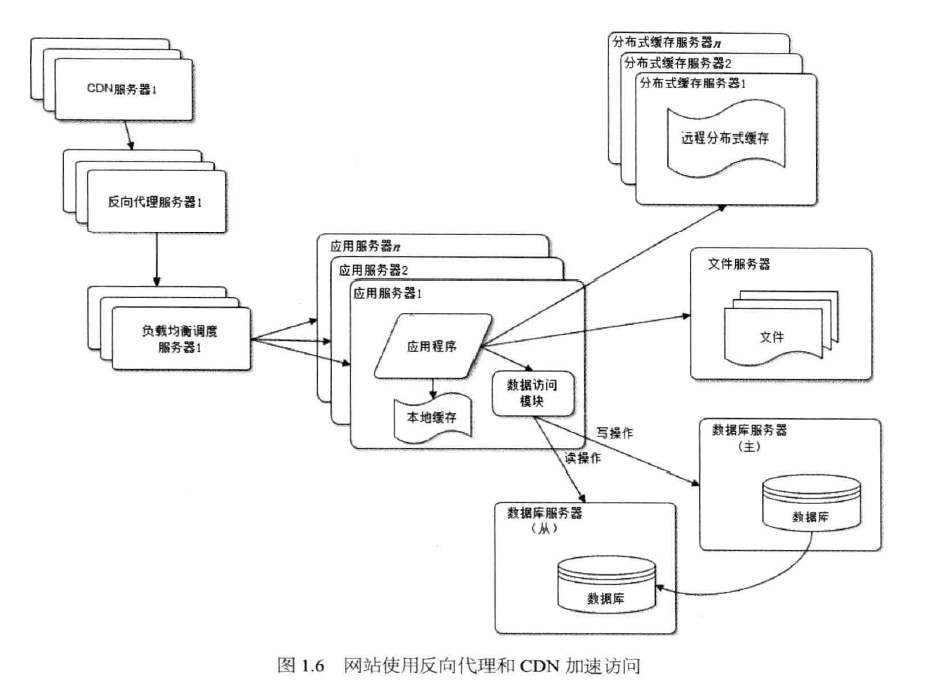 CDN服务器1
反向代理服务器1
负载均衡调度
服务器1
应用服务器n
应用服务器2
应用服务器1
应用程序
本地缓存
数据访问
模块
分布式缓存服务器n
分布式缓存服务器2
分布式缓存服务器1
远程分布式缓存
文件服务器
文件
写操作
读操作
数据库服务器
（主）
数据库
数据库服务器
（从）
数据库
图 1.6 网站使用反向代理和 CDN 加速访问